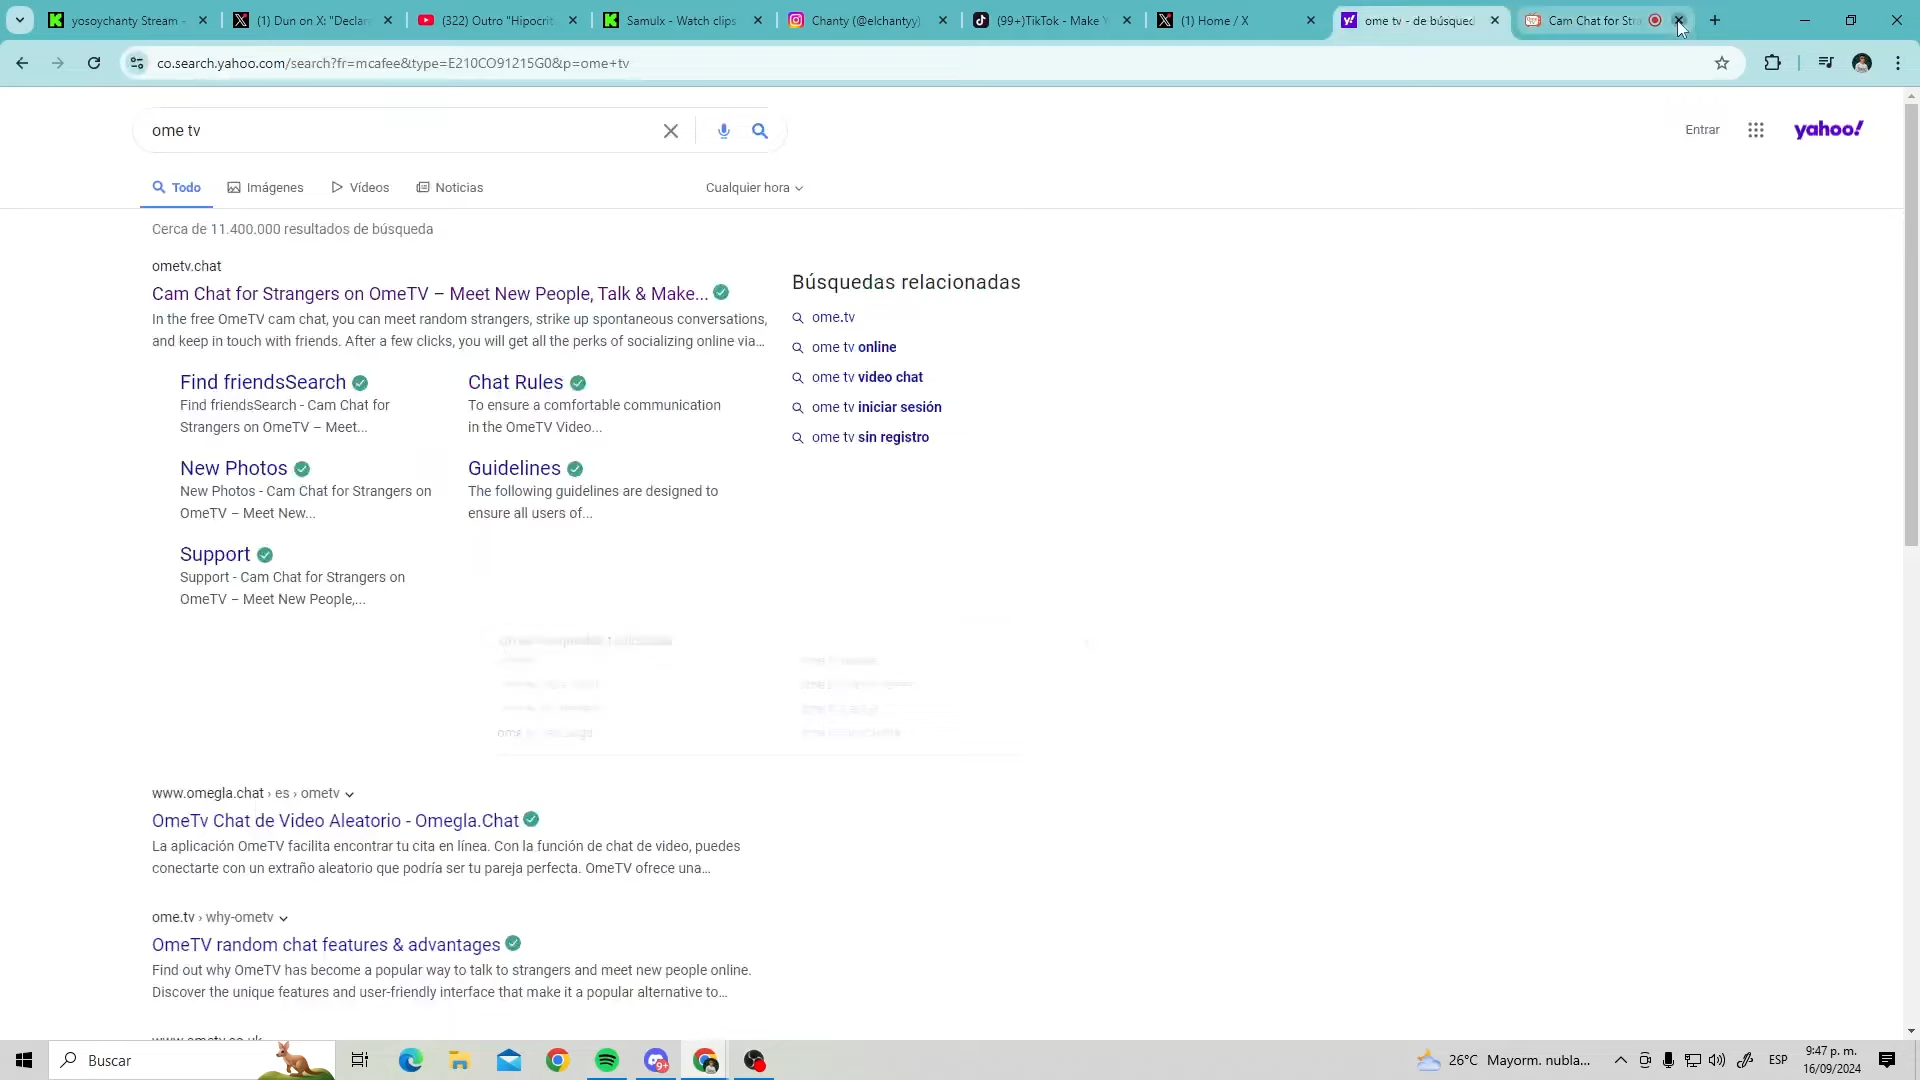 yosoychanty Stream -
(1) Dun on X: "Declar
(322) Outro "Hipocrit
Samulx - Watch clips
Chanty (@elchantyy)
(99+)TikTok - Make Y
(1) Home / X
ome tv - de búsqued
Cam Chat for Stra
co.search.yahoo.com/search?fr=mcafee&type=E210CO91215G0&p=ome+tv
ome tv
Entrar
yahoo!
Todo
Imágenes
Vídeos
Noticias
Cualquier hora
Cerca de 11.400.000 resultados de búsqueda
ometv.chat
Cam Chat for Strangers on OmeTV – Meet New People, Talk & Make...
In the free OmeTV cam chat, you can meet random strangers, strike up spontaneous conversations,
and keep in touch with friends. After a few clicks, you will get all the perks of socializing online via...
Find friendsSearch
Find friendsSearch - Cam Chat for
Strangers on OmeTV – Meet...
Chat Rules
To ensure a comfortable communication
in the OmeTV Video...
New Photos
New Photos - Cam Chat for Strangers on
OmeTV – Meet New...
Guidelines
The following guidelines are designed to
ensure all users of...
Support
Support - Cam Chat for Strangers on
OmeTV – Meet New People,...
Búsquedas relacionadas
ome.tv
ome tv online
ome tv video chat
ome tv iniciar sesión
ome tv sin registro
www.omegla.chat › es › ometv
OmeTv Chat de Video Aleatorio - Omegla.Chat
La aplicación OmeTV facilita encontrar tu cita en línea. Con la función de chat de video, puedes
conectarte con un extraño aleatorio que podría ser tu pareja perfecta. OmeTV ofrece una...
ome.tv › why-ometv
OmeTV random chat features & advantages
Find out why OmeTV has become a popular way to talk to strangers and meet new people online.
Discover the unique features and user-friendly interface that make it a popular alternative to...
www.ometv.co.uk
Buscar
9+
26°C Mayorm. nubla...
ESP
9:47 p. m.
16/09/2024